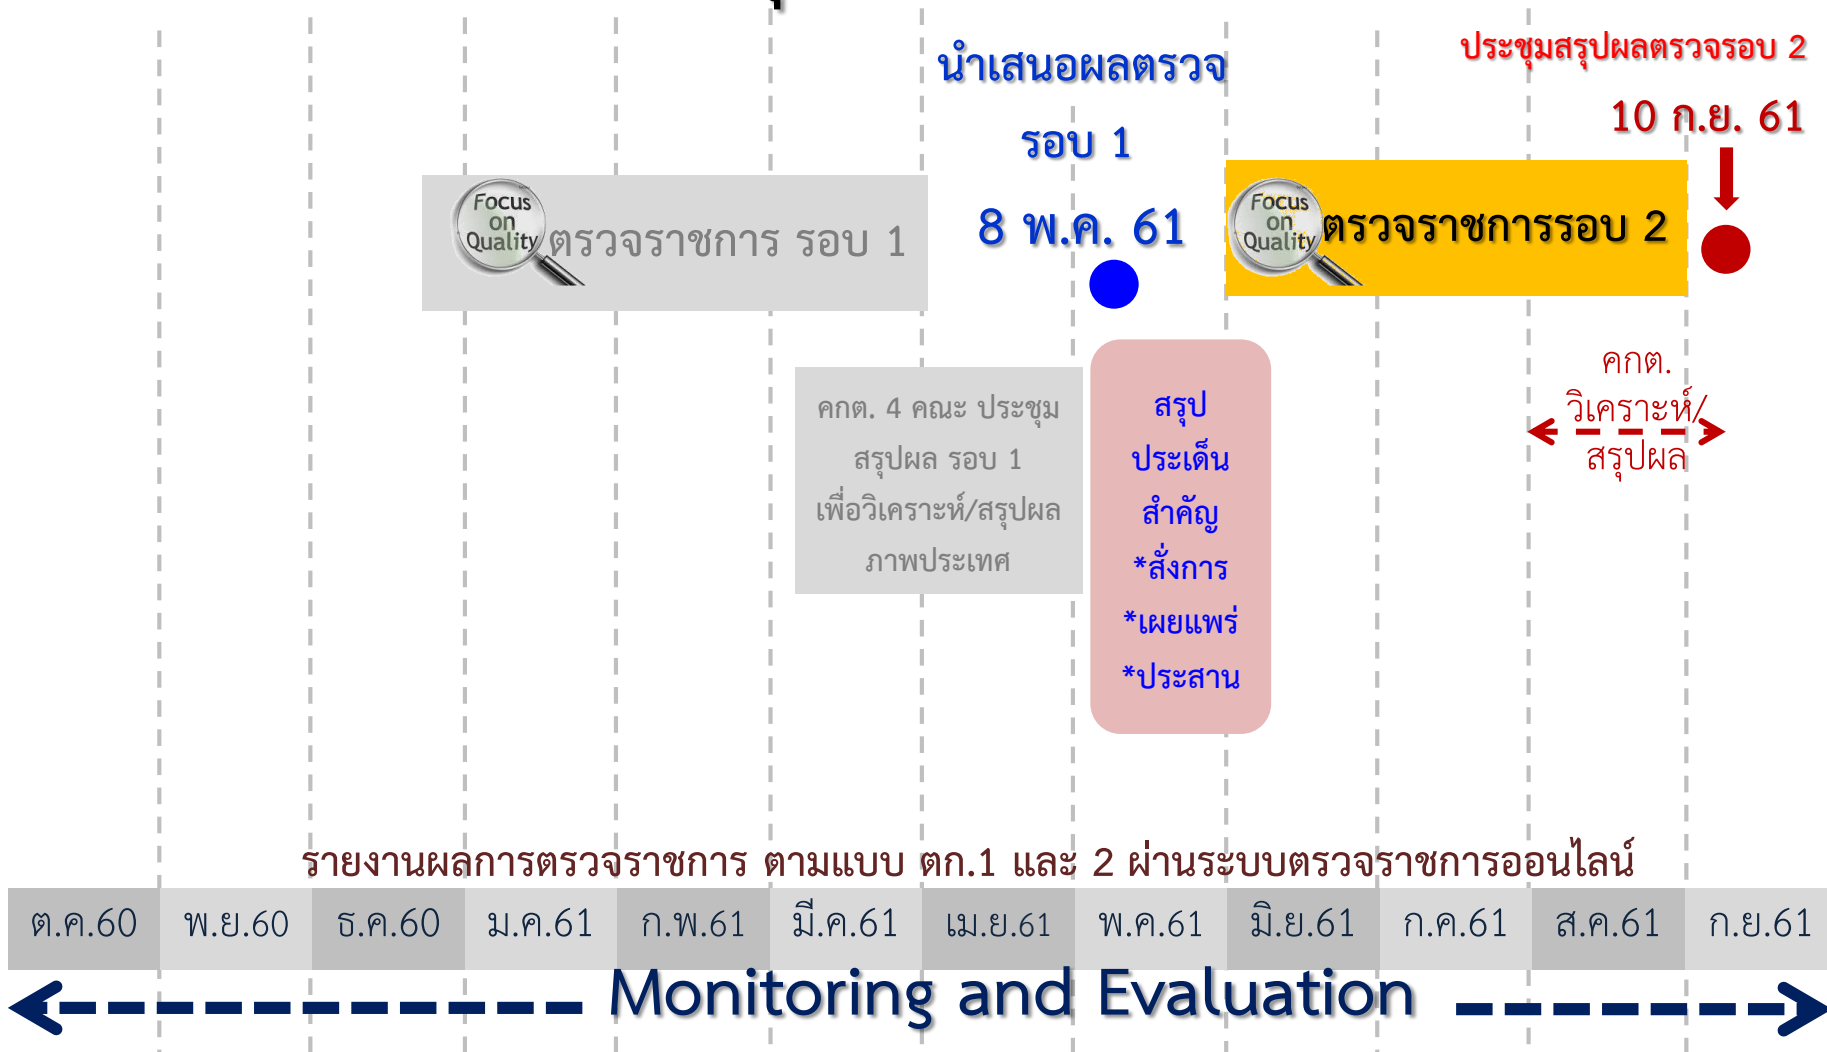 นำเสนอผลตรวจ
รอบ 1
8 พ.ค. 61
ประชุมสรุปผลตรวจรอบ 2
10 ก.ย. 61
Focus
on
Quality
ตรวจราชการ รอบ 1
Focus
on
Quality
ตรวจราชการรอบ 2
คกต. 4 คณะ ประชุม
สรุปผล รอบ 1
เพื่อวิเคราะห์/สรุปผล
ภาพประเทศ
สรุป
ประเด็น
สำคัญ
*สั่งการ
*เผยแพร่
*ประสาน
คกต.
วิเคราะห์/
สรุปผล
รายงานผลการตรวจราชการ ตามแบบ ตก.1 และ 2 ผ่านระบบตรวจราชการออนไลน์
ต.ค.60 พ.ย.60 ธ.ค.60 ม.ค.61 ก.พ.61 มี.ค.61 เม.ย.61 พ.ค.61 มิ.ย.61 ก.ค.61 ส.ค.61 ก.ย.61
Monitoring and Evaluation